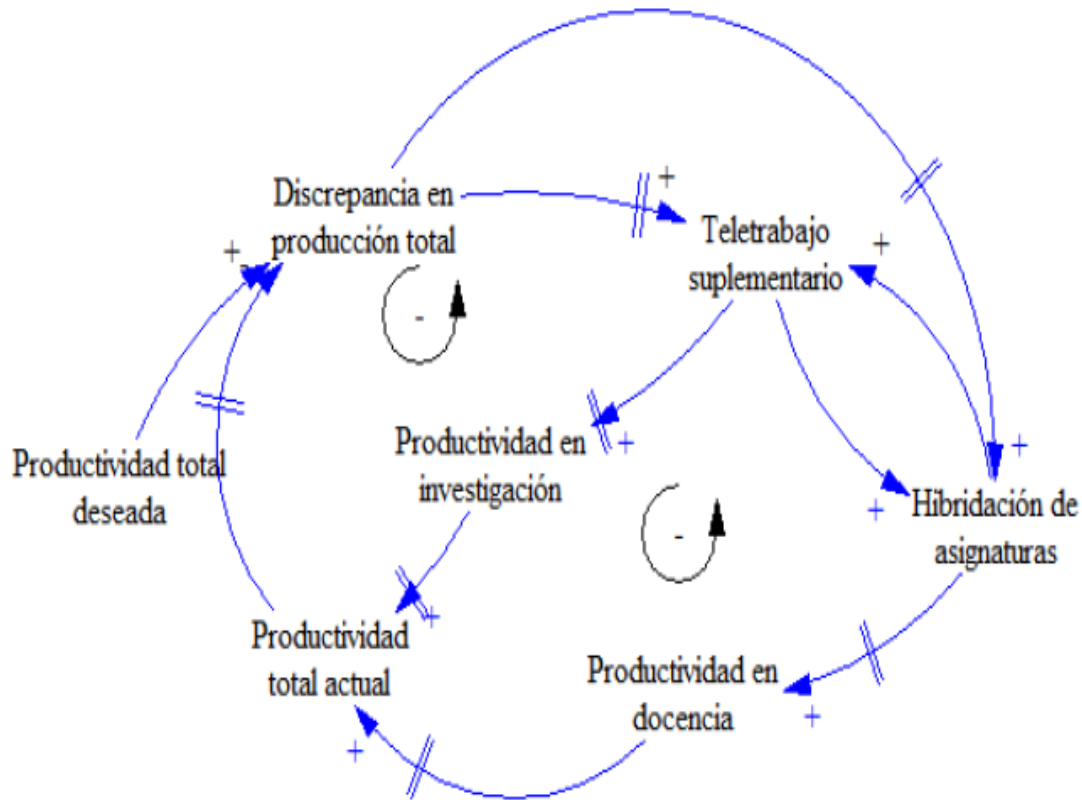 Discrepancia en
producción total
Teletrabajo
suplementario
Productividad total
deseada
Productividad en
investigación
Hibridación de
asignaturas
Productividad
total actual
Productividad en
docencia